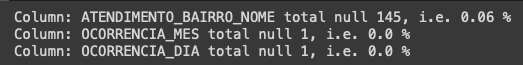 Column: ATENDIMENTO_BAIRRO_NOME total null 145, i.e. 0.06 %
Column: OCORRENCIA_MES total null 1, i.e. 0.0 %
Column: OCORRENCIA_DIA total null 1, i.e. 0.0 %